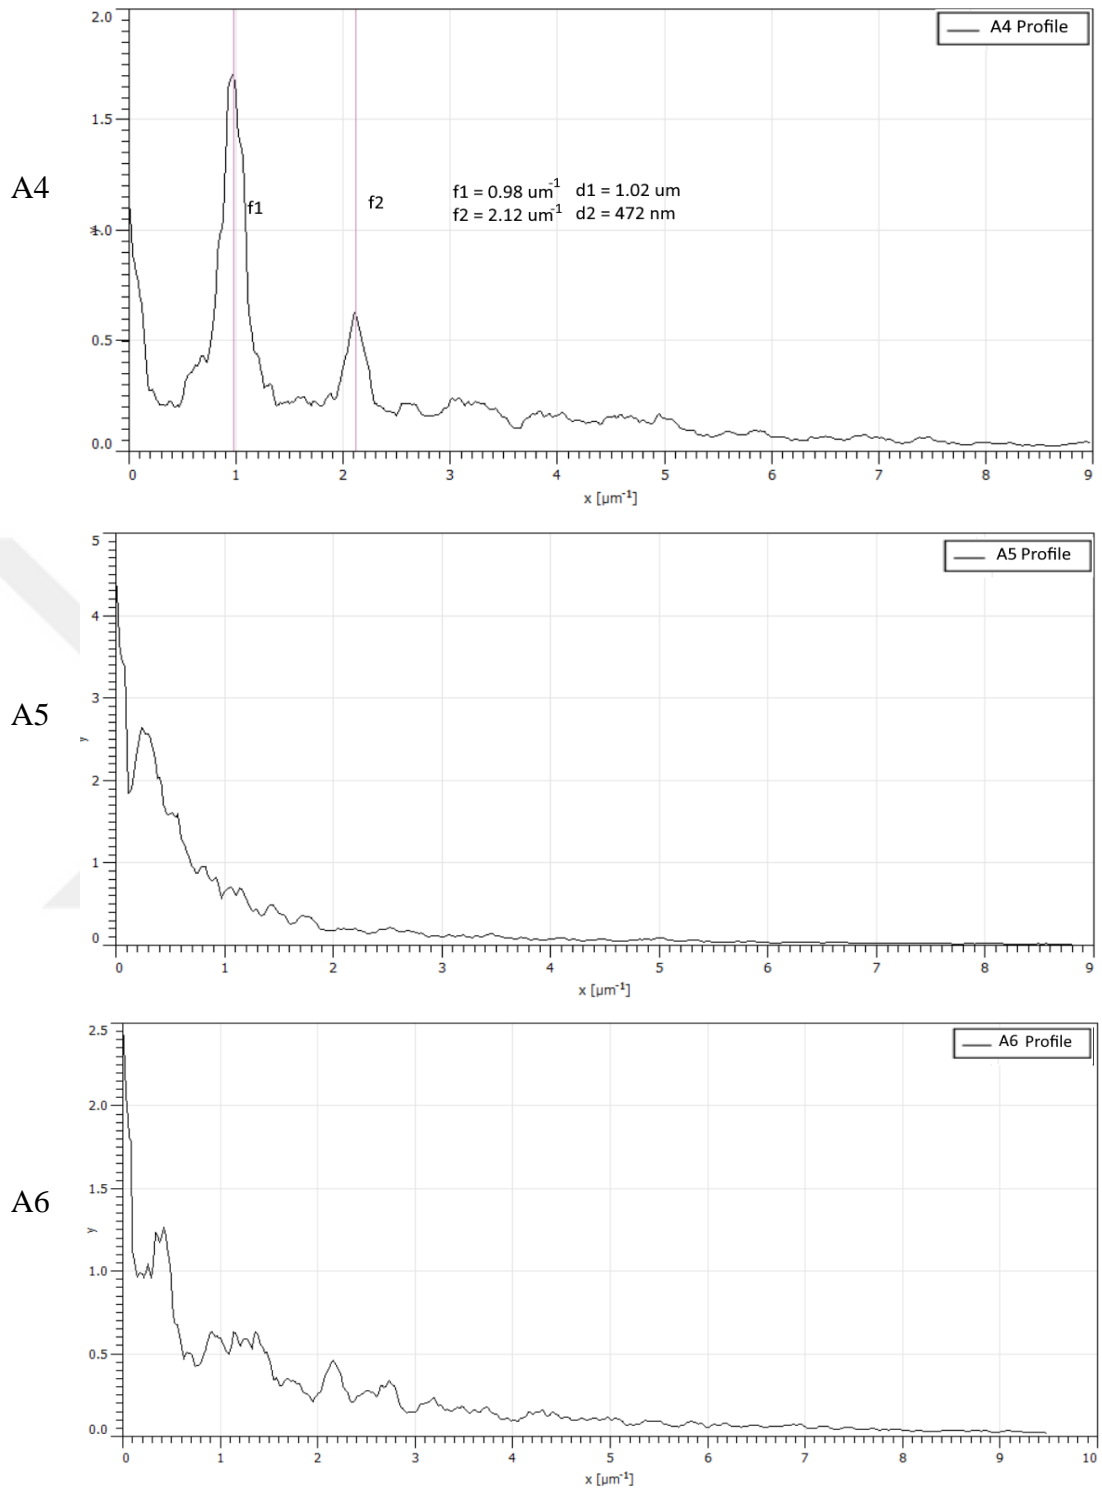 A4
A4 Profile
2.0
1.5
1.0
0.5
0.0
y
f1
f2
f1 = 0.98 um⁻¹ d1 = 1.02 um
f2 = 2.12 um⁻¹ d2 = 472 nm
0 1 2 3 4 5 6 7 8 9
x [µm⁻¹]
A5
A5 Profile
5
4
3
2
1
0
y
0 1 2 3 4 5 6 7 8 9
x [µm⁻¹]
A6
A6 Profile
2.5
2.0
1.5
1.0
0.5
0.0
y
0 1 2 3 4 5 6 7 8 9 10
x [µm⁻¹]